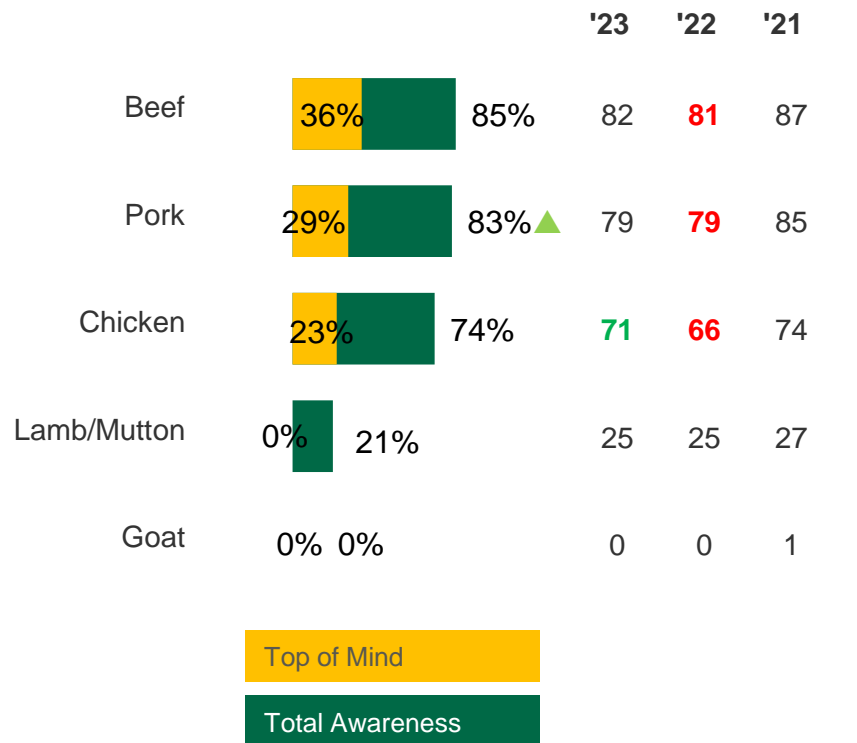 '23 '22 '21
Beef 36% 85% 82 81 87
Pork 29% 83% 79 79 85
Chicken 23% 74% 71 66 74
Lamb/Mutton 0% 21% 25 25 27
Goat 0% 0% 0 0 1
Top of Mind
Total Awareness